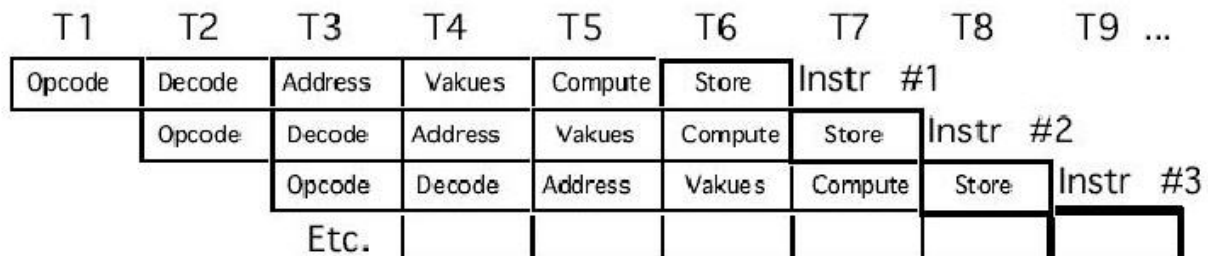 T1 T2 T3 T4 T5 T6 T7 T8 T9 ...
Opcode Decode Address Vakues Compute Store Instr #1
Opcode Decode Address Vakues Compute Store Instr #2
Opcode Decode Address Vakues Compute Store Instr #3
Etc.